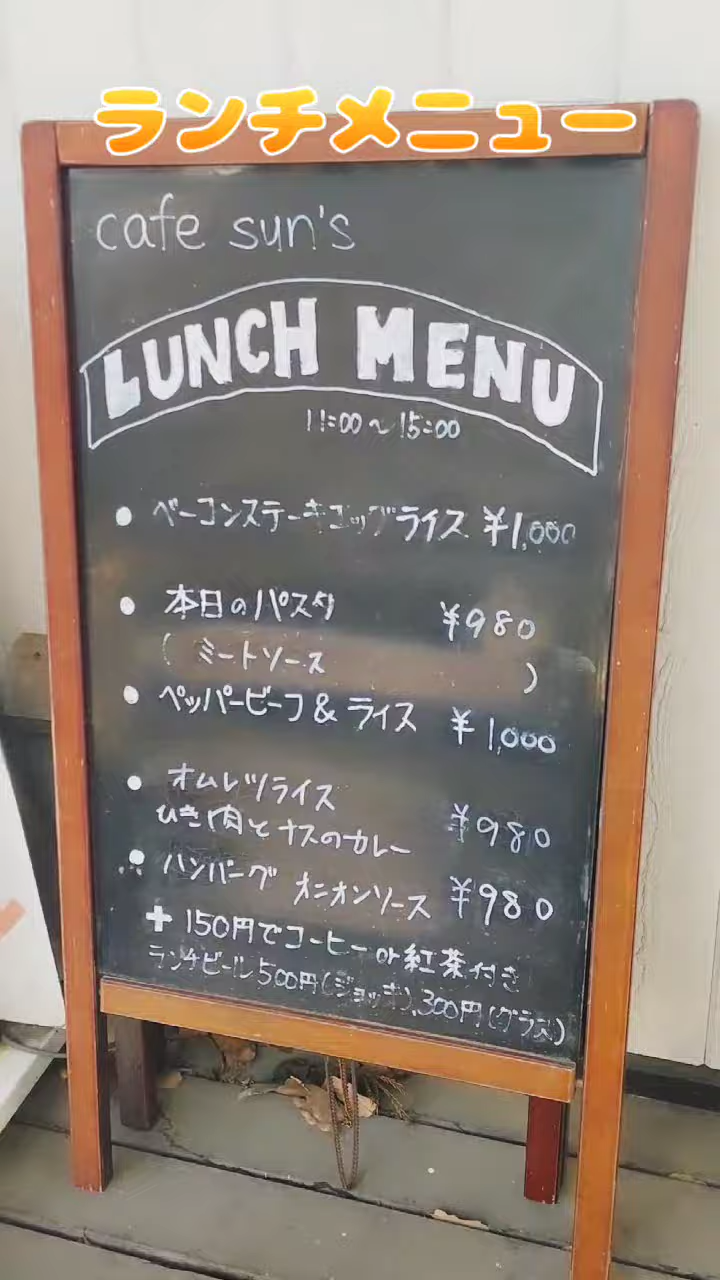 ランチメニュー
cafe sun's
LUNCH MENU
11:00～15:00
● ベーコンステーキエッグライス ¥1,000
● 本日のパスタ ¥980
( ミートソース )
● ペッパービーフ & ライス ¥1,000
● オムレツライス
ひき肉とナスのカレー ¥980
● ハンバーグ オニオンソース ¥980
+ 150円でコーヒー or 紅茶付き
ランチビール 500円(ジョッキ), 300円(グラス)